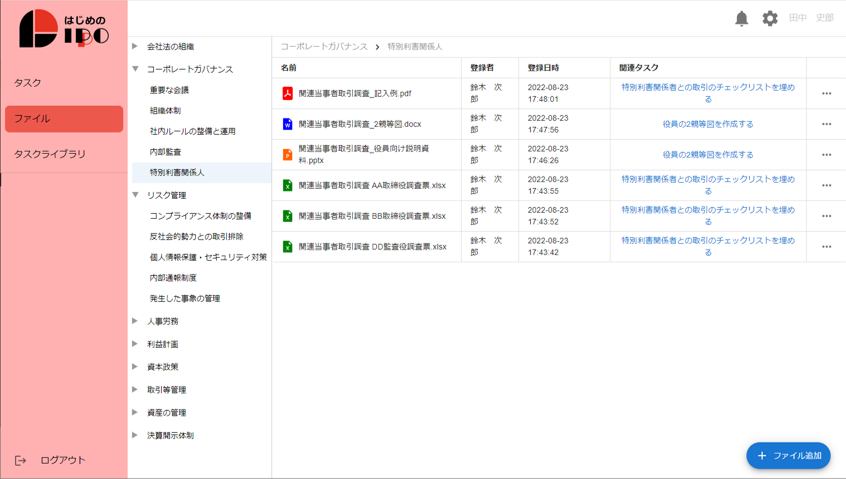 はじめの
IPO
田中 史郎
タスク
ファイル
タスクライブラリ
ログアウト
会社法の組織
コーポレートガバナンス
重要な会議
組織体制
社内ルールの整備と運用
内部監査
特別利害関係人
リスク管理
コンプライアンス体制の整備
反社会的勢力との取引排除
個人情報保護・セキュリティ対策
内部通報制度
発生した事象の管理
人事労務
利益計画
資本政策
取引等管理
資産の管理
決算開示体制
コーポレートガバナンス > 特別利害関係人
名前 登録者 登録日時 関連タスク
関連当事者取引調査_記入例.pdf 鈴木 次 2022-08-23 特別利害関係者との取引のチェックリストを埋め
郎 17:48:01 る
関連当事者取引調査_2親等図.docx 鈴木 次 2022-08-23 役員の2親等図を作成する
郎 17:47:56
関連当事者取引調査_役員向け説明資 鈴木 次 2022-08-23 役員の2親等図を作成する
料.pptx 郎 17:46:26
関連当事者取引調査 AA取締役調査票.xlsx 鈴木 次 2022-08-23 特別利害関係者との取引のチェックリストを埋め
郎 17:43:55 る
関連当事者取引調査 BB取締役調査票.xlsx 鈴木 次 2022-08-23 特別利害関係者との取引のチェックリストを埋め
郎 17:43:52 る
関連当事者取引調査 DD監査役調査票.xlsx 鈴木 次 2022-08-23 特別利害関係者との取引のチェックリストを埋め
郎 17:43:42 る
+ ファイル追加